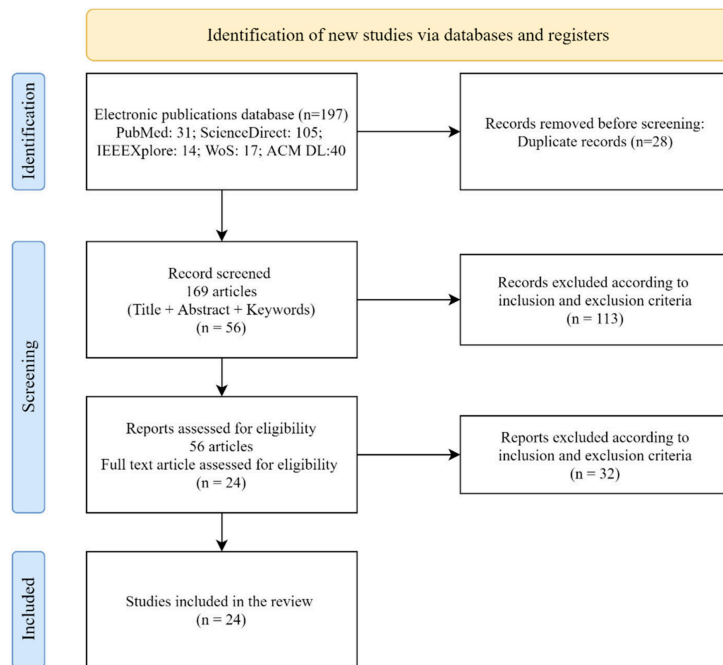 Identification of new studies via databases and registers
Identification
Electronic publications database (n=197)
PubMed: 31; ScienceDirect: 105;
IEEEXplore: 14; WoS: 17; ACM DL:40
Records removed before screening:
Duplicate records (n=28)
Screening
Record screened
169 articles
(Title + Abstract + Keywords)
(n = 56)
Records excluded according to
inclusion and exclusion criteria
(n = 113)
Reports assessed for eligibility
56 articles
Full text article assessed for eligibility
(n = 24)
Reports excluded according to
inclusion and exclusion criteria
(n = 32)
Included
Studies included in the review
(n = 24)